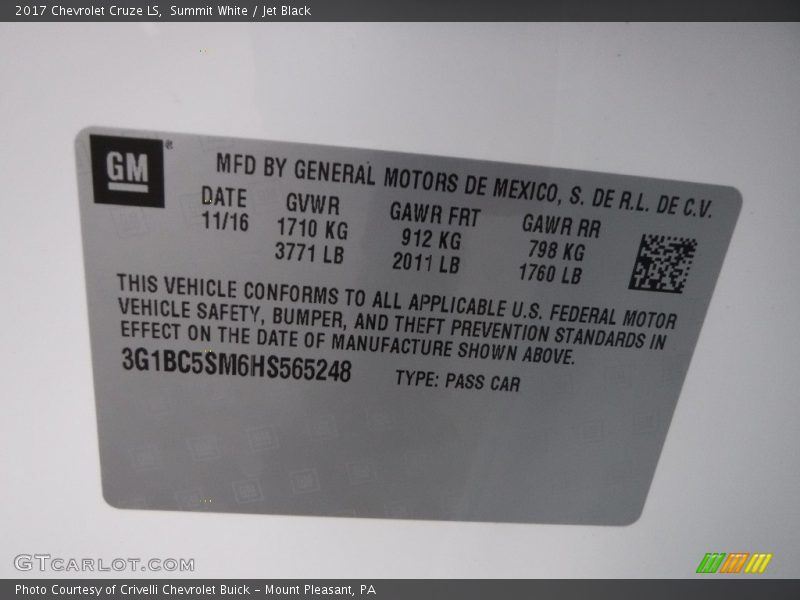 2017 Chevrolet Cruze LS,  Summit White / Jet Black
GM®
MFD BY GENERAL MOTORS DE MEXICO, S. DE R.L. DE C.V.
DATE GVWR GAWR FRT GAWR RR
11/16 1710 KG 912 KG 798 KG
3771 LB 2011 LB 1760 LB
THIS VEHICLE CONFORMS TO ALL APPLICABLE U.S. FEDERAL MOTOR
VEHICLE SAFETY, BUMPER, AND THEFT PREVENTION STANDARDS IN
EFFECT ON THE DATE OF MANUFACTURE SHOWN ABOVE.
3G1BC5SM6HS565248 TYPE: PASS CAR
GTCARLOT.COM
Photo Courtesy of Crivelli Chevrolet Buick - Mount Pleasant, PA